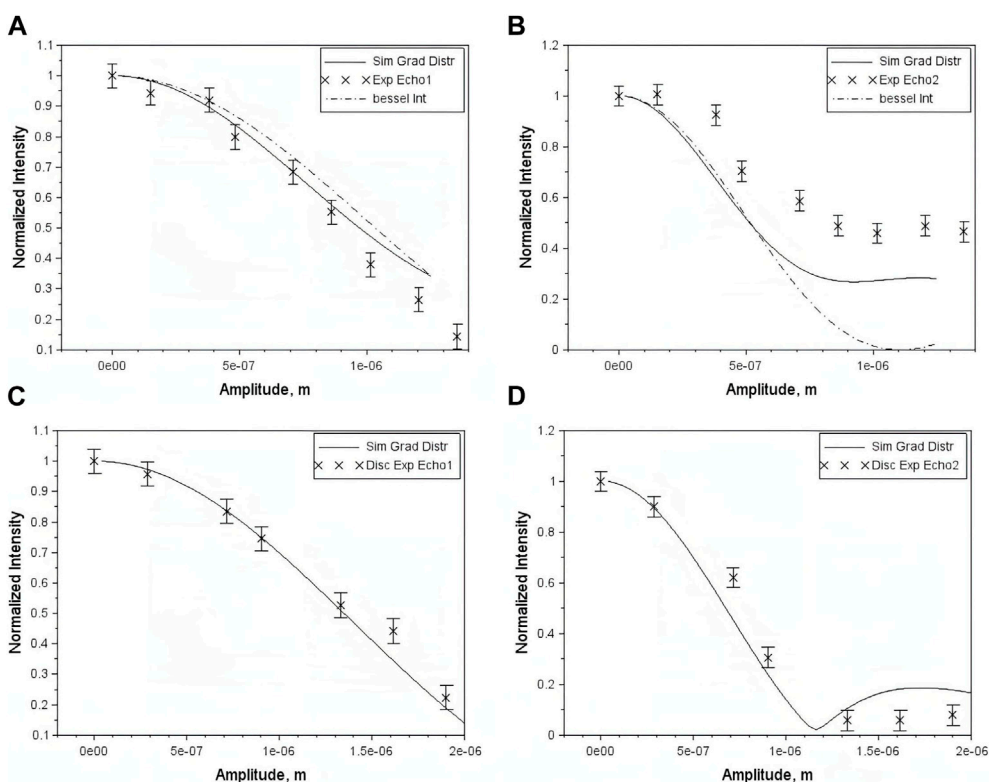 A
1.1
1
0.9
0.8
0.7
0.6
0.5
0.4
0.3
0.2
0.1
Normalized Intensity
Sim Grad Distr
Exp Echo1
bessel Int
0e00
5e-07
1e-06
Amplitude, m
B
1.2
1
0.8
0.6
0.4
0.2
0
Normalized Intensity
Sim Grad Distr
Exp Echo2
bessel Int
0e00
5e-07
1e-06
Amplitude, m
C
1.1
1
0.9
0.8
0.7
0.6
0.5
0.4
0.3
0.2
0.1
Normalized Intensity
Sim Grad Distr
Disc Exp Echo1
0e00
5e-07
1e-06
1.5e-06
2e-06
Amplitude, m
D
1.2
1
0.8
0.6
0.4
0.2
0
Normalized Intensity
Sim Grad Distr
Disc Exp Echo2
0e00
5e-07
1e-06
1.5e-06
2e-06
Amplitude, m